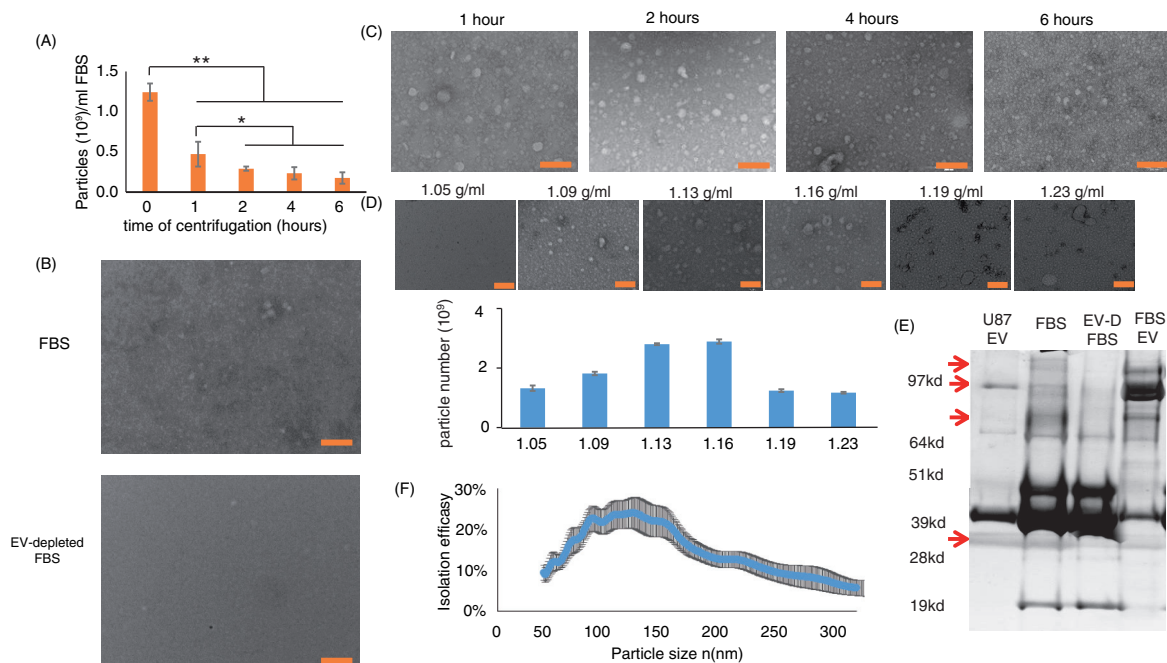 (A)
**
*
1.5
1.0
0.5
0.0
Particles (10⁹)/ml FBS
0 1 2 4 6
time of centrifugation (hours)
(B)
FBS
EV-depleted
FBS
(C)
1 hour 2 hours 4 hours 6 hours
(D)
1.05 g/ml 1.09 g/ml 1.13 g/ml 1.16 g/ml 1.19 g/ml 1.23 g/ml
4
2
0
particle number (10⁹)
1.05 1.09 1.13 1.16 1.19 1.23
(E)
U87
EV
FBS
EV-D
FBS
FBS
EV
97kd
64kd
51kd
39kd
28kd
19kd
(F)
30%
20%
10%
0%
Isolation efficasy
0 50 100 150 200 250 300
Particle size n(nm)